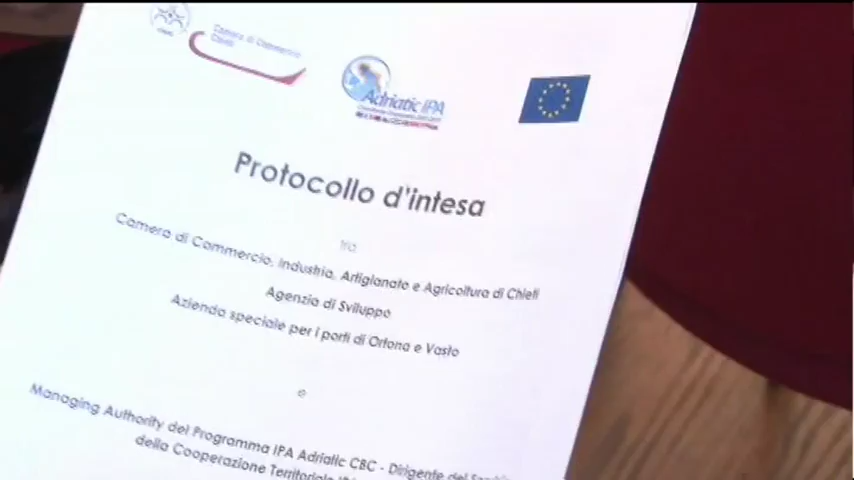 Camera di Commercio
Chieti
Adriatic IPA
Protocollo d'intesa
tra
Camera di Commercio, Industria, Artigianato e Agricoltura di Chieti
Agenzia di Sviluppo
Azienda speciale per i porti di Ortona e Vasto
e
Managing Authority del Programma IPA Adriatic CBC - Dirigente del
della Cooperazione Territoriale